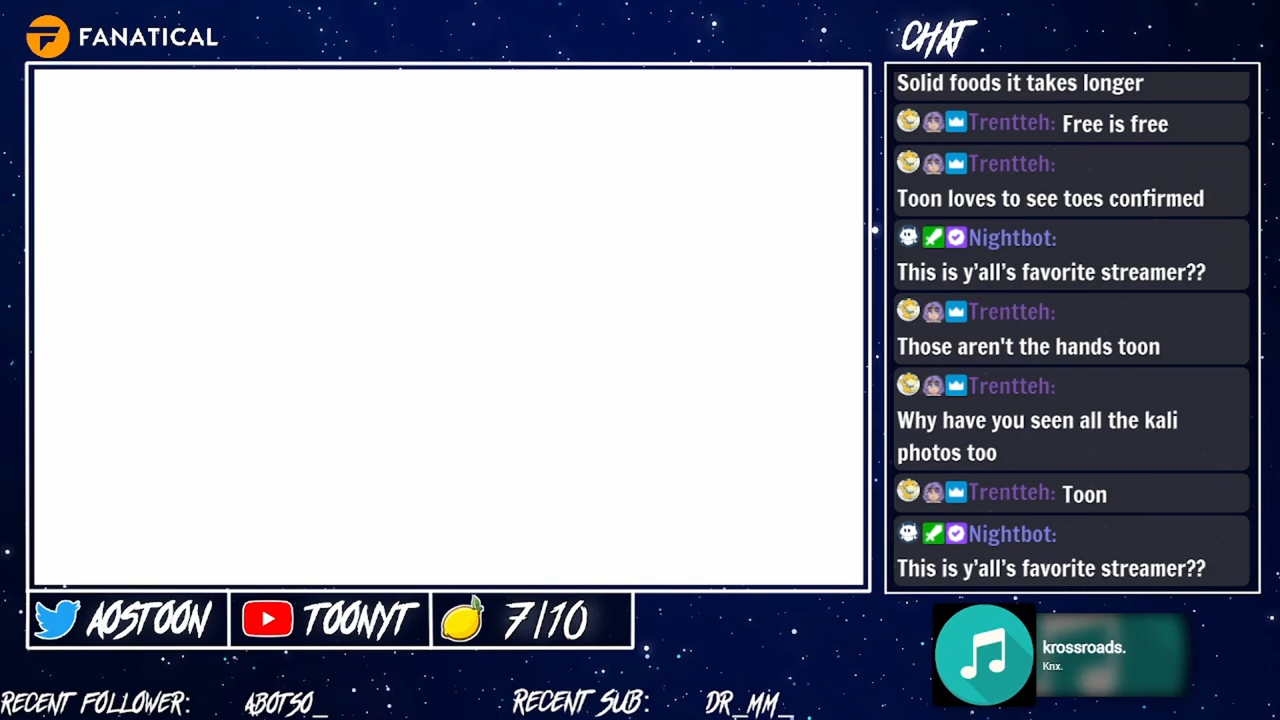 FANATICAL
CHAT
Solid foods it takes longer
Trentteh: Free is free
Trentteh:
Toon loves to see toes confirmed
Nightbot:
This is y'all's favorite streamer??
Trentteh:
Those aren't the hands toon
Trentteh:
Why have you seen all the kali
photos too
Trentteh: Toon
Nightbot:
This is y'all's favorite streamer??
AOSTOON
TOONYT
7/10
krossroads.
Knx.
RECENT FOLLOWER: ABOTSO_
RECENT SUB: DR_MM_